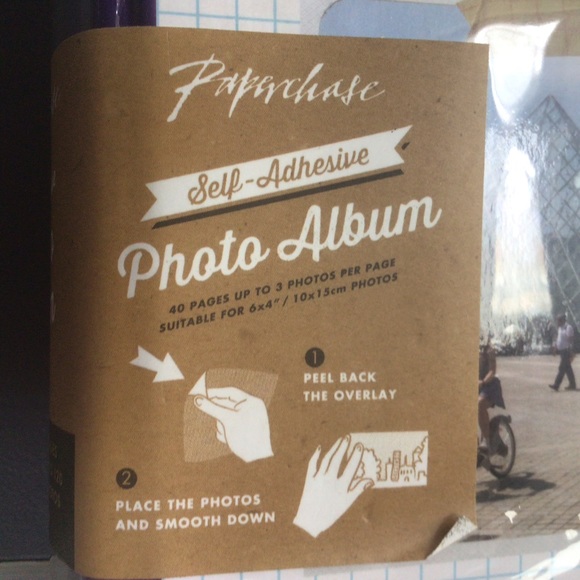 Paperchase
Self-Adhesive
Photo Album
40 PAGES UP TO 3 PHOTOS PER PAGE
SUITABLE FOR 6x4" / 10x15cm PHOTOS
1
PEEL BACK
THE OVERLAY
2
PLACE THE PHOTOS
AND SMOOTH DOWN